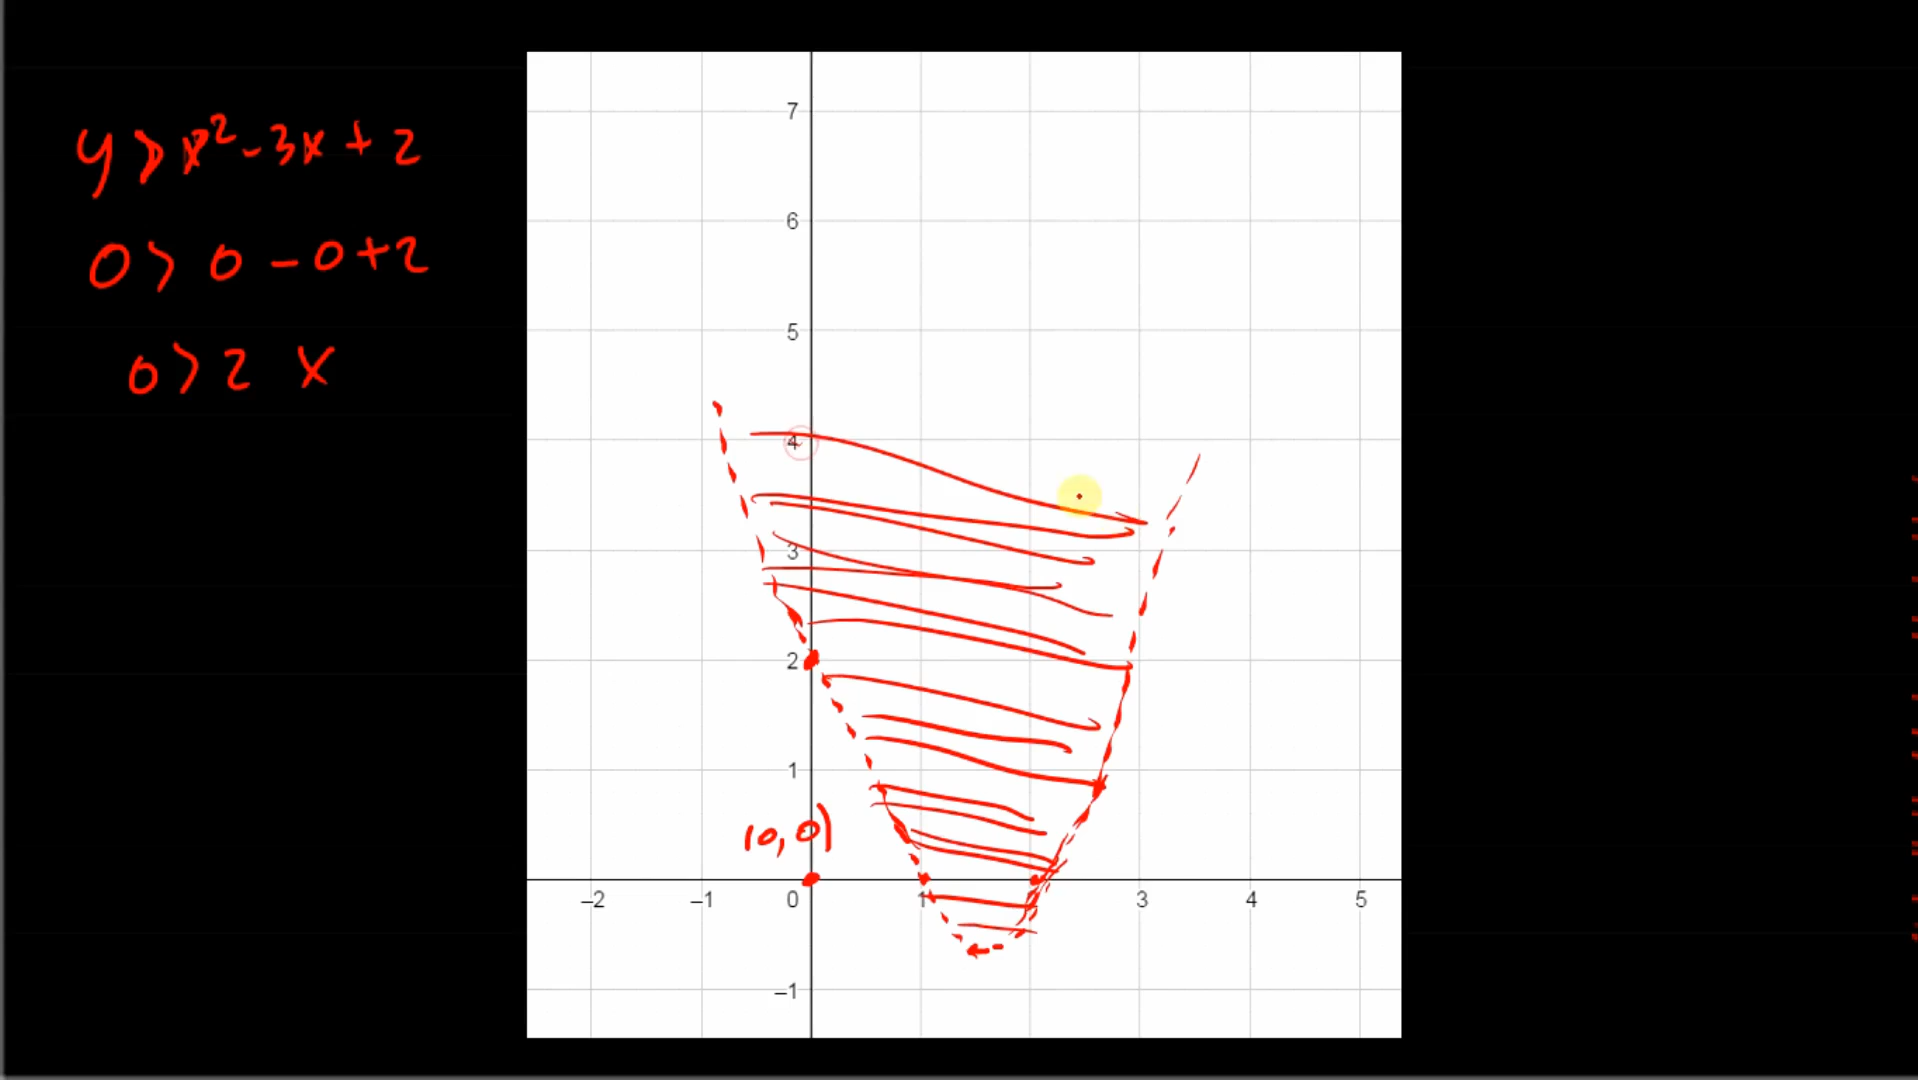 y > x² - 3x + 2
0 > 0 - 0 + 2
0 > 2 X
7
6
5
4
3
2
1
(0,0)
–2 –1 0 1 3 4 5
–1